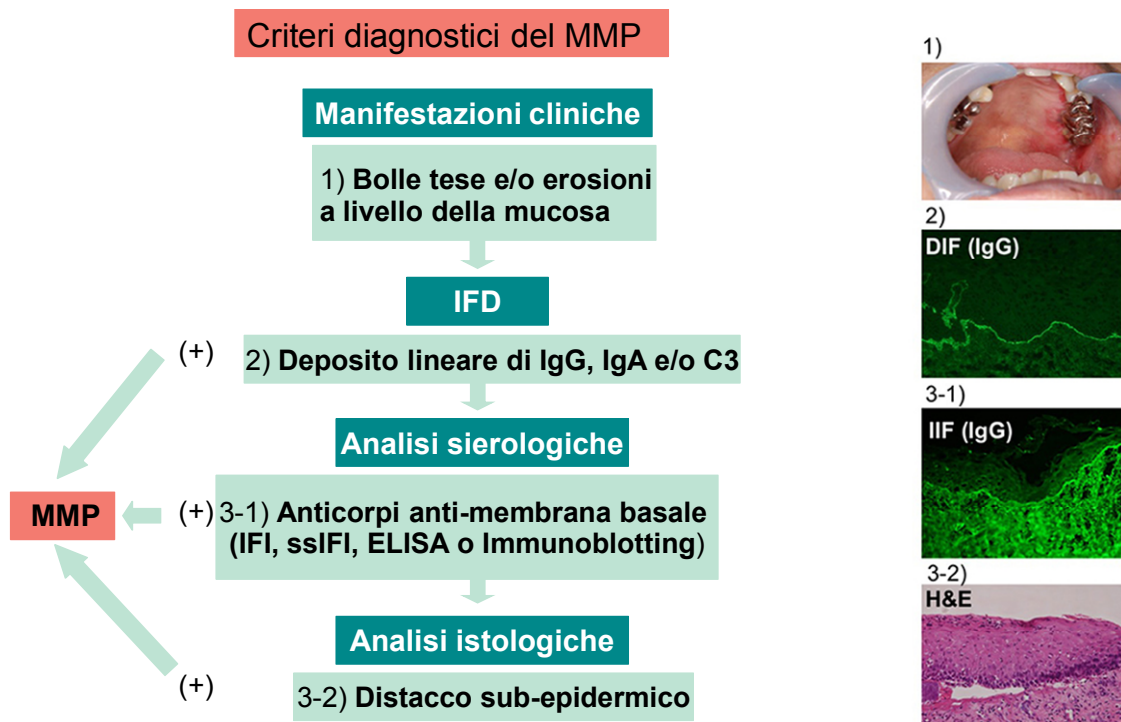 Criteri diagnostici del MMP
Manifestazioni cliniche
1) Bolle tese e/o erosioni
a livello della mucosa
IFD
(+)
2) Deposito lineare di IgG, IgA e/o C3
Analisi sierologiche
MMP
(+)
3-1) Anticorpi anti-membrana basale
(IFI, ssIFI, ELISA o Immunoblotting)
Analisi istologiche
(+)
3-2) Distacco sub-epidermico
1)
2)
DIF (IgG)
3-1)
IIF (IgG)
3-2)
H&E